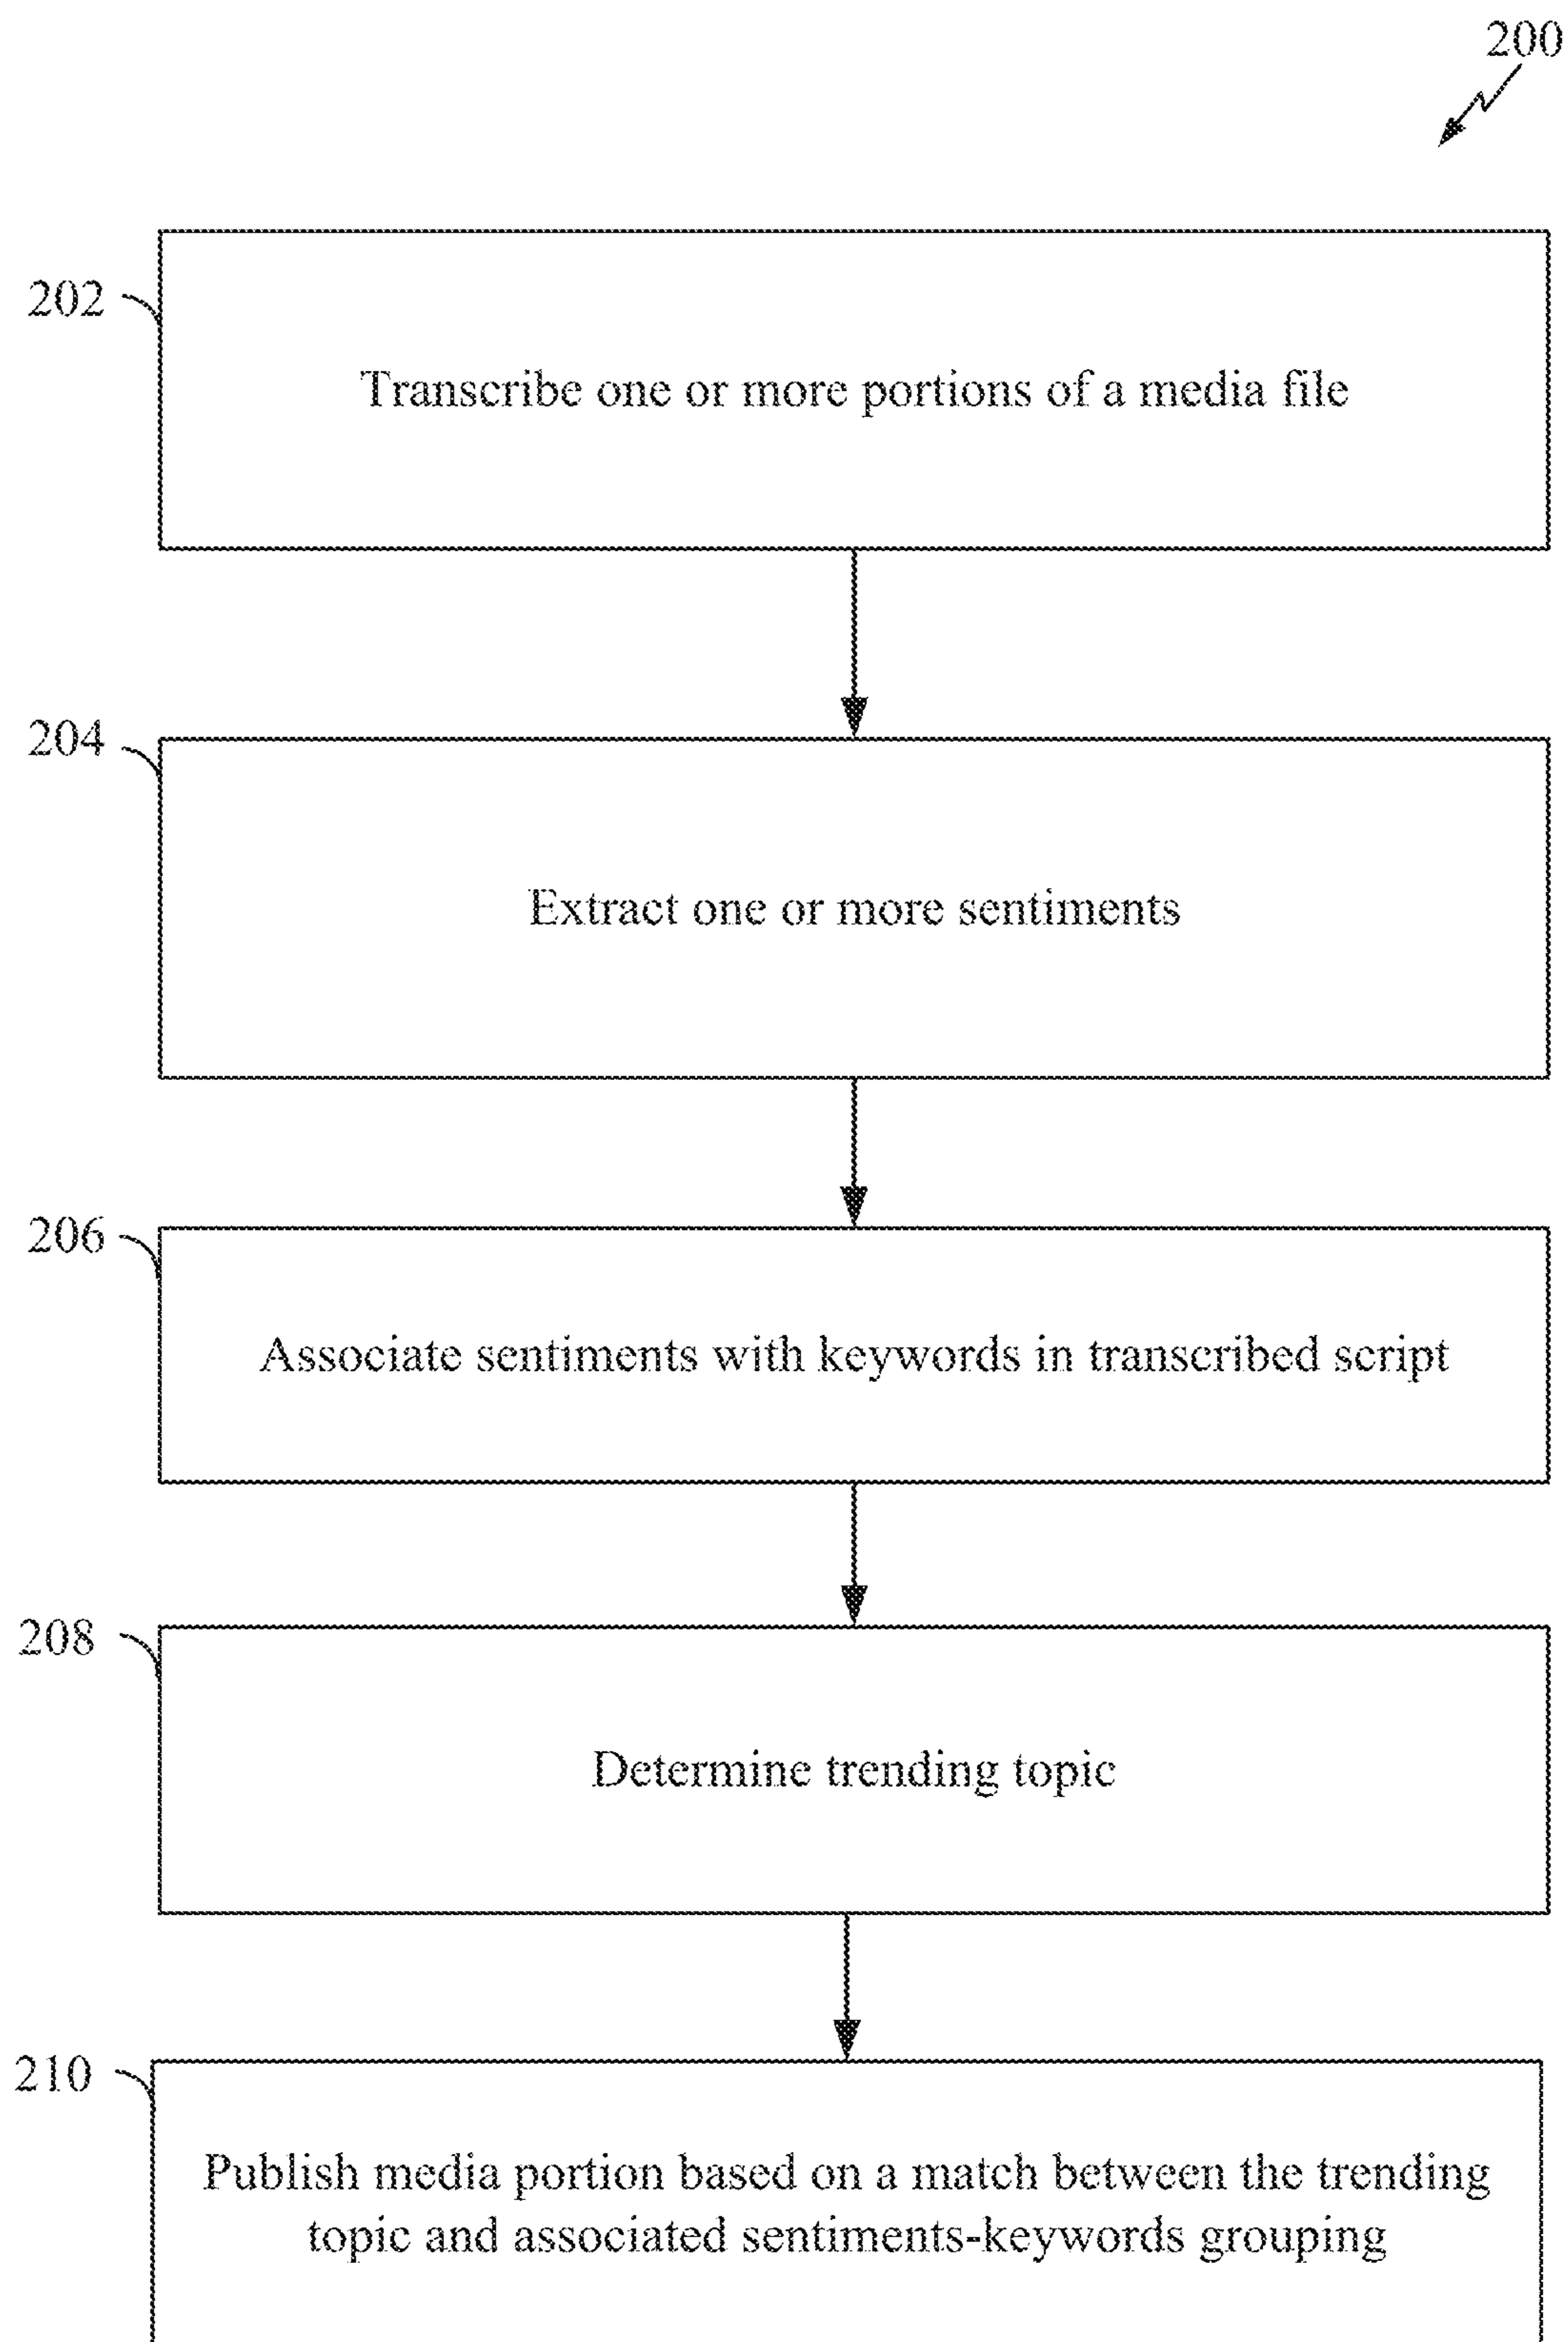 200
202
Transcribe one or more portions of a media file
204
Extract one or more sentiments
206
Associate sentiments with keywords in transcribed script
208
Determine trending topic
210
Publish media portion based on a match between the trending
topic and associated sentiments-keywords grouping